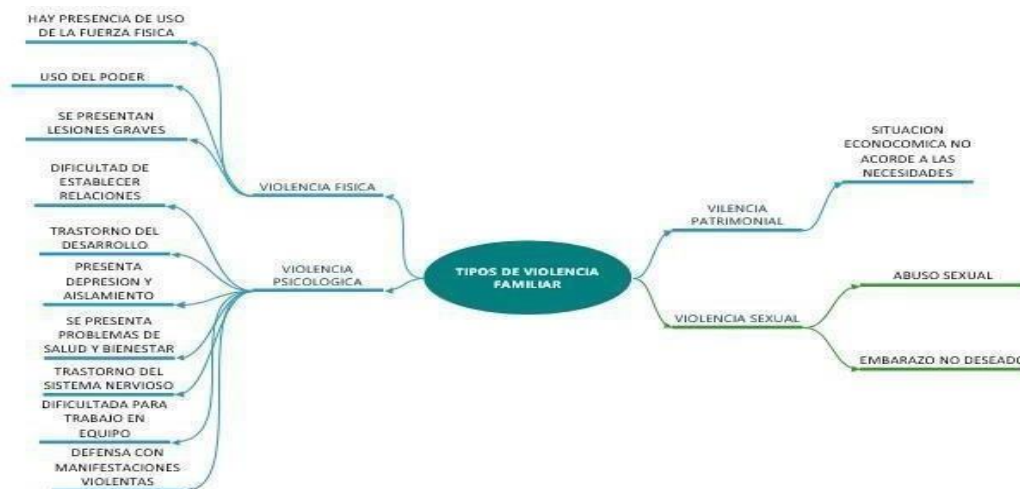 HAY PRESENCIA DE USO
DE LA FUERZA FISICA
USO DEL PODER
SE PRESENTAN
LESIONES GRAVES
VIOLENCIA FISICA
DIFICULTAD DE
ESTABLECER
RELACIONES
TRASTORNO DEL
DESARROLLO
PRESENTA
DEPRESION Y
AISLAMIENTO
SE PRESENTA
PROBLEMAS DE
SALUD Y BIENESTAR
TRASTORNO DEL
SISTEMA NERVIOSO
DIFICULTADA PARA
TRABAJO EN
EQUIPO
DEFENSA CON
MANIFESTACIONES
VIOLENTAS
VIOLENCIA
PSICOLOGICA
TIPOS DE VIOLENCIA
FAMILIAR
VILENCIA
PATRIMONIAL
SITUACION
ECONOCOMICA NO
ACORDE A LAS
NECESIDADES
VIOLENCIA SEXUAL
ABUSO SEXUAL
EMBARAZO NO DESEADO